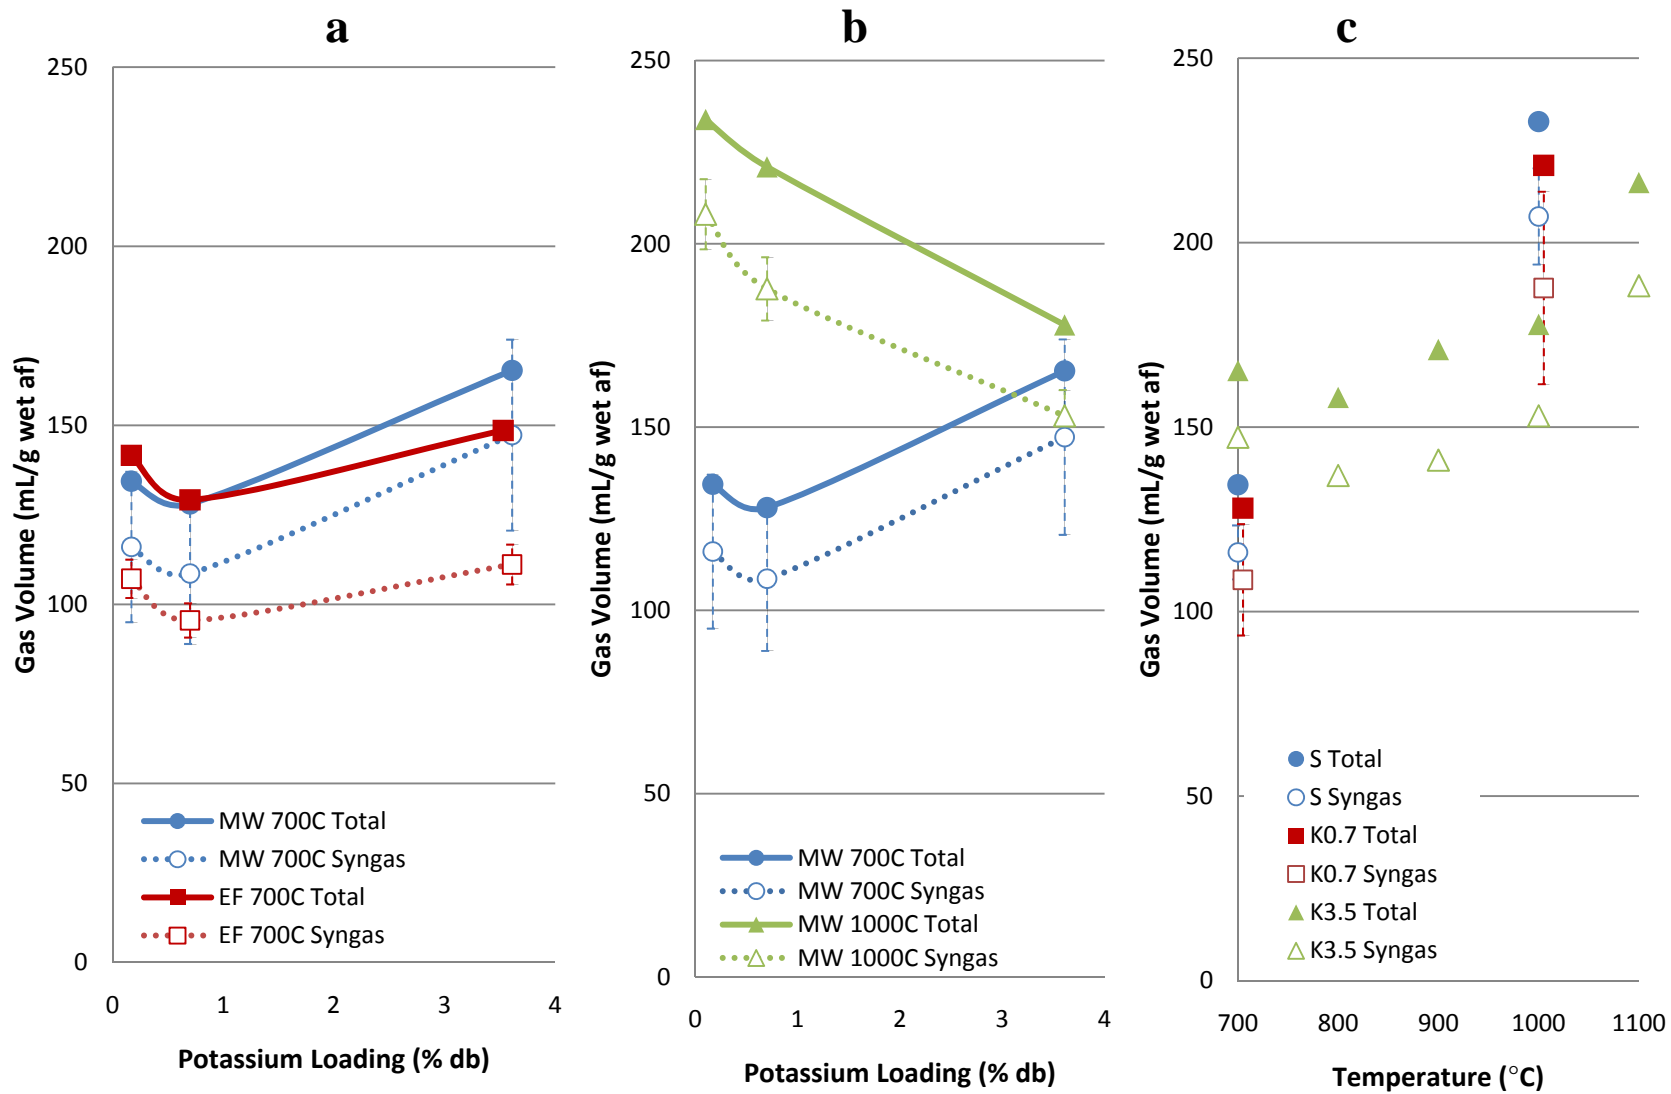 a
250
200
150
100
50
0
0 1 2 3 4
Gas Volume (mL/g wet af)
Potassium Loading (% db)
MW 700C Total
MW 700C Syngas
EF 700C Total
EF 700C Syngas
b
250
200
150
100
50
0
0 1 2 3 4
Gas Volume (mL/g wet af)
Potassium Loading (% db)
MW 700C Total
MW 700C Syngas
MW 1000C Total
MW 1000C Syngas
c
250
200
150
100
50
0
700 800 900 1000 1100
Gas Volume (mL/g wet af)
Temperature (°C)
S Total
S Syngas
K0.7 Total
K0.7 Syngas
K3.5 Total
K3.5 Syngas